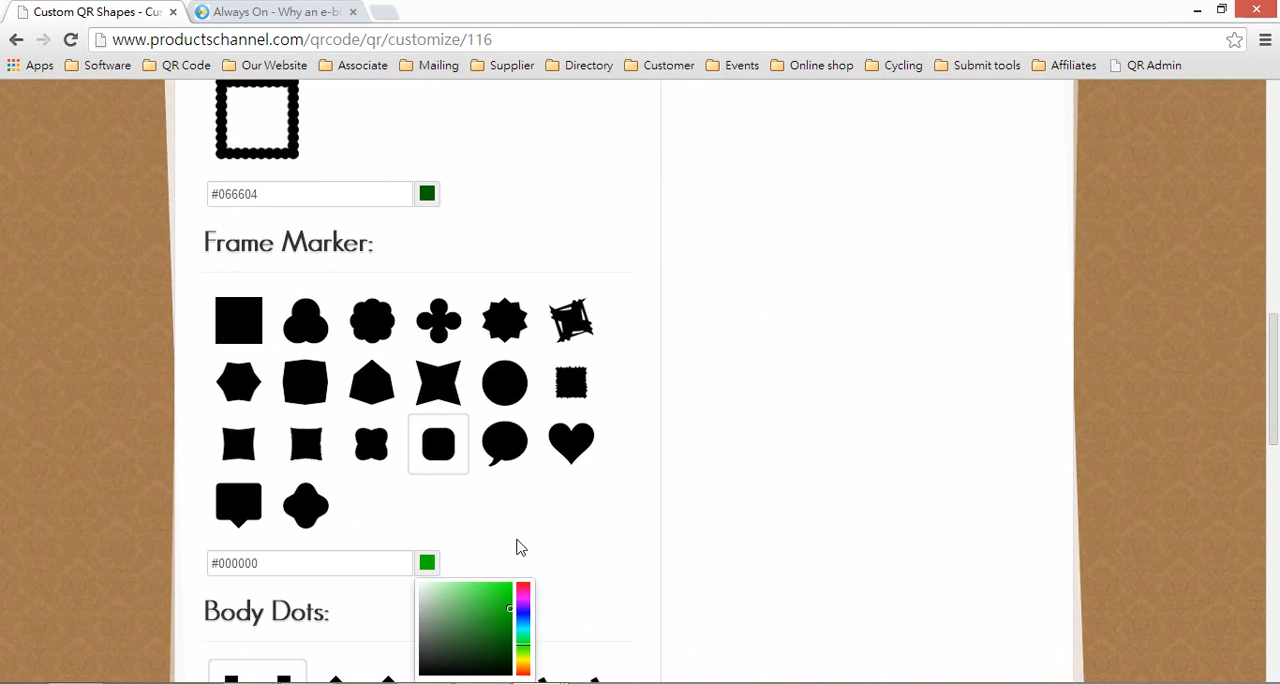 Custom QR Shapes - Cu
Always On - Why an e-b
www.productschannel.com/qrcode/qr/customize/116
Apps Software QR Code Our Website Associate Mailing Supplier Directory Customer Events Online shop Cycling Submit tools Affiliates QR Admin
#066604
Frame Marker:
#000000
Body Dots: